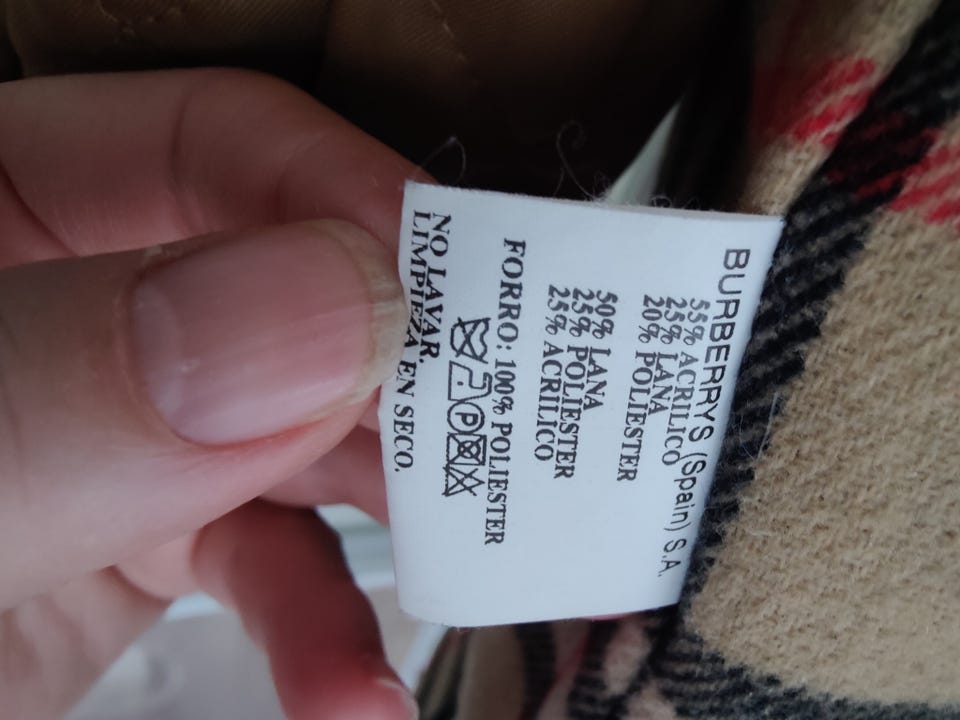 BURBERRYS (Spain) S.A.
55% ACRILICO
25% LANA
20% POLIESTER
50% LANA
25% POLIESTER
25% ACRILICO
FORRO: 100% POLIESTER
P
NO LAVAR.
LIMPIEZA EN SECO.